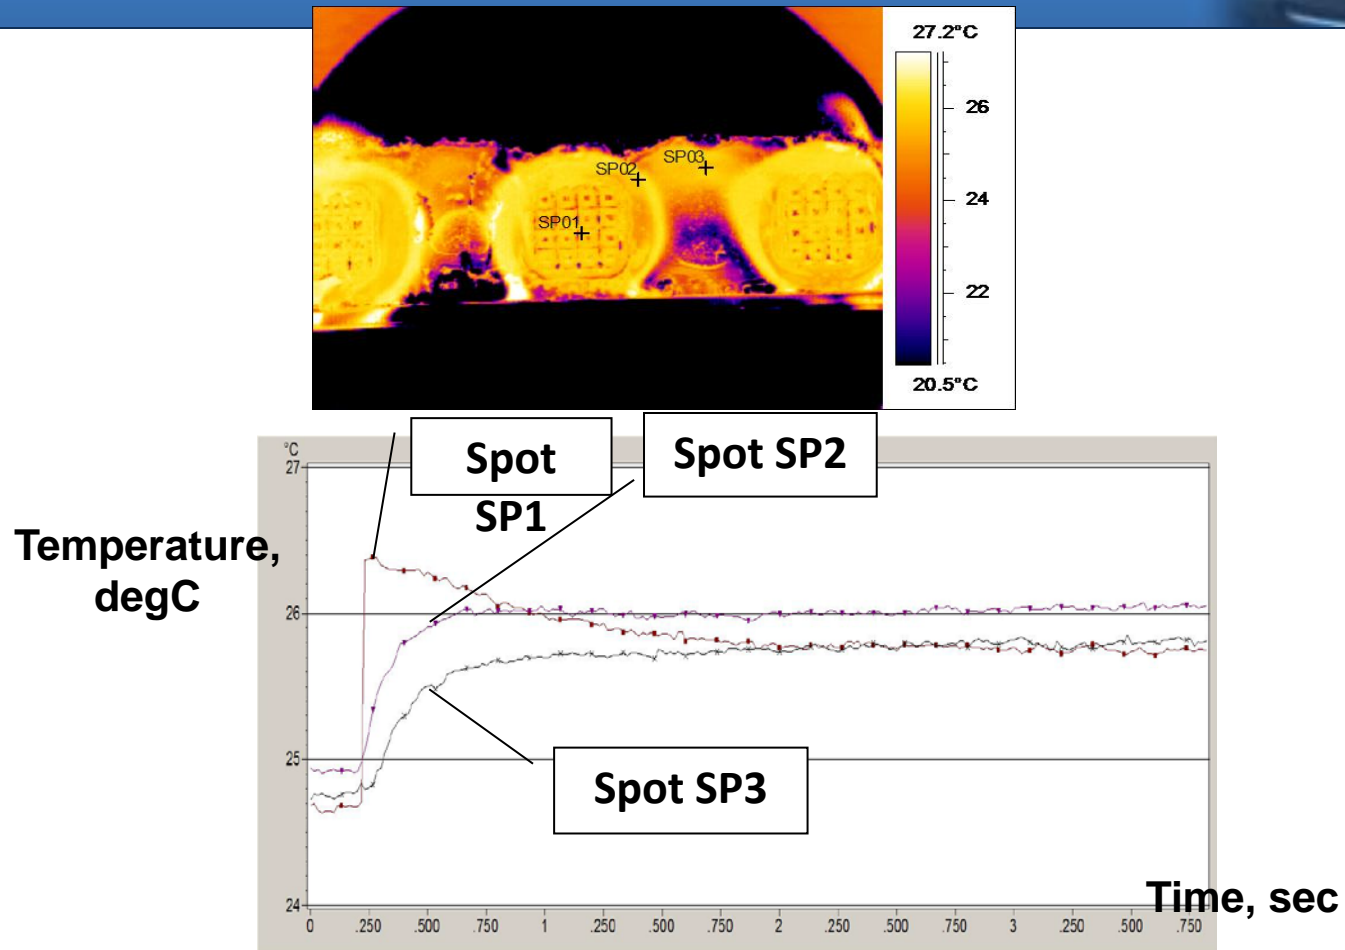 27.2°C
26
24
22
20.5°C
SP02
SP03
SP01
Spot
SP1
Spot SP2
°C
27
Temperature,
degC
26
25
Spot SP3
24
Time, sec
0 .250 .500 .750 1 .250 .500 .750 2 .250 .500 .750 3 .250 .500 .750